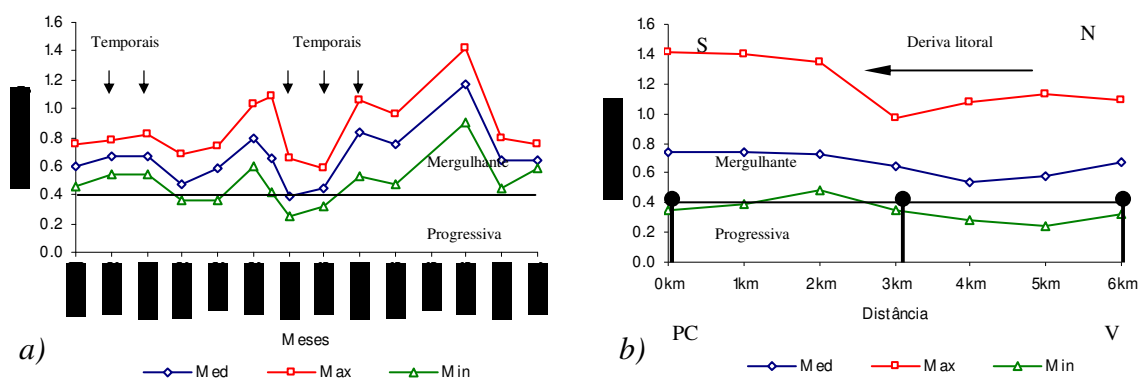 1.6
1.4
1.2
1.0
0.8
0.6
0.4
0.2
0.0
Temporais
Temporais
Mergulhante
Progressiva
Meses
a)
Med
Max
Min
1.6
1.4
1.2
1.0
0.8
0.6
0.4
0.2
0.0
S
N
Deriva litoral
Mergulhante
Progressiva
0km
1km
2km
3km
4km
5km
6km
Distância
PC
V
b)
Med
Max
Min